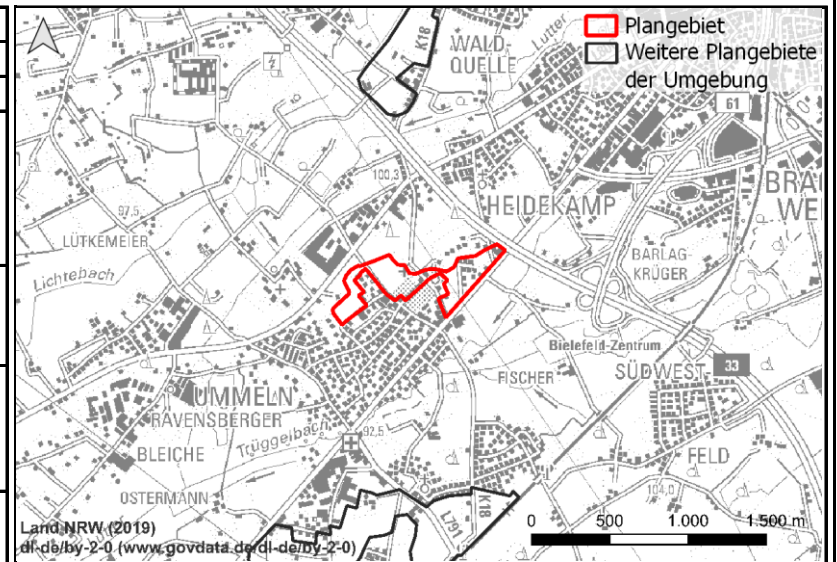 Plangebiet
Weitere Plangebiete
der Umgebung
K18
WALD-
QUELLE
Lutter
61
100,3
BRA
WE
HEIDEKAMP
97,5
LÜTKEMEIER
BARLAG-
KRÜGER
Lichtebach
Bielefeld-Zentrum
FISCHER
SÜDWEST-
33
UMMELN
RAVENSBERGER
BLEICHE
Trüggelbach
92,5
FELD
OSTERMANN
104,0
L791
K18
Land NRW (2019)
dl-de/by-2-0 (www.govdata.de/dl-de/by-2-0)
0 500 1.000 1.500 m